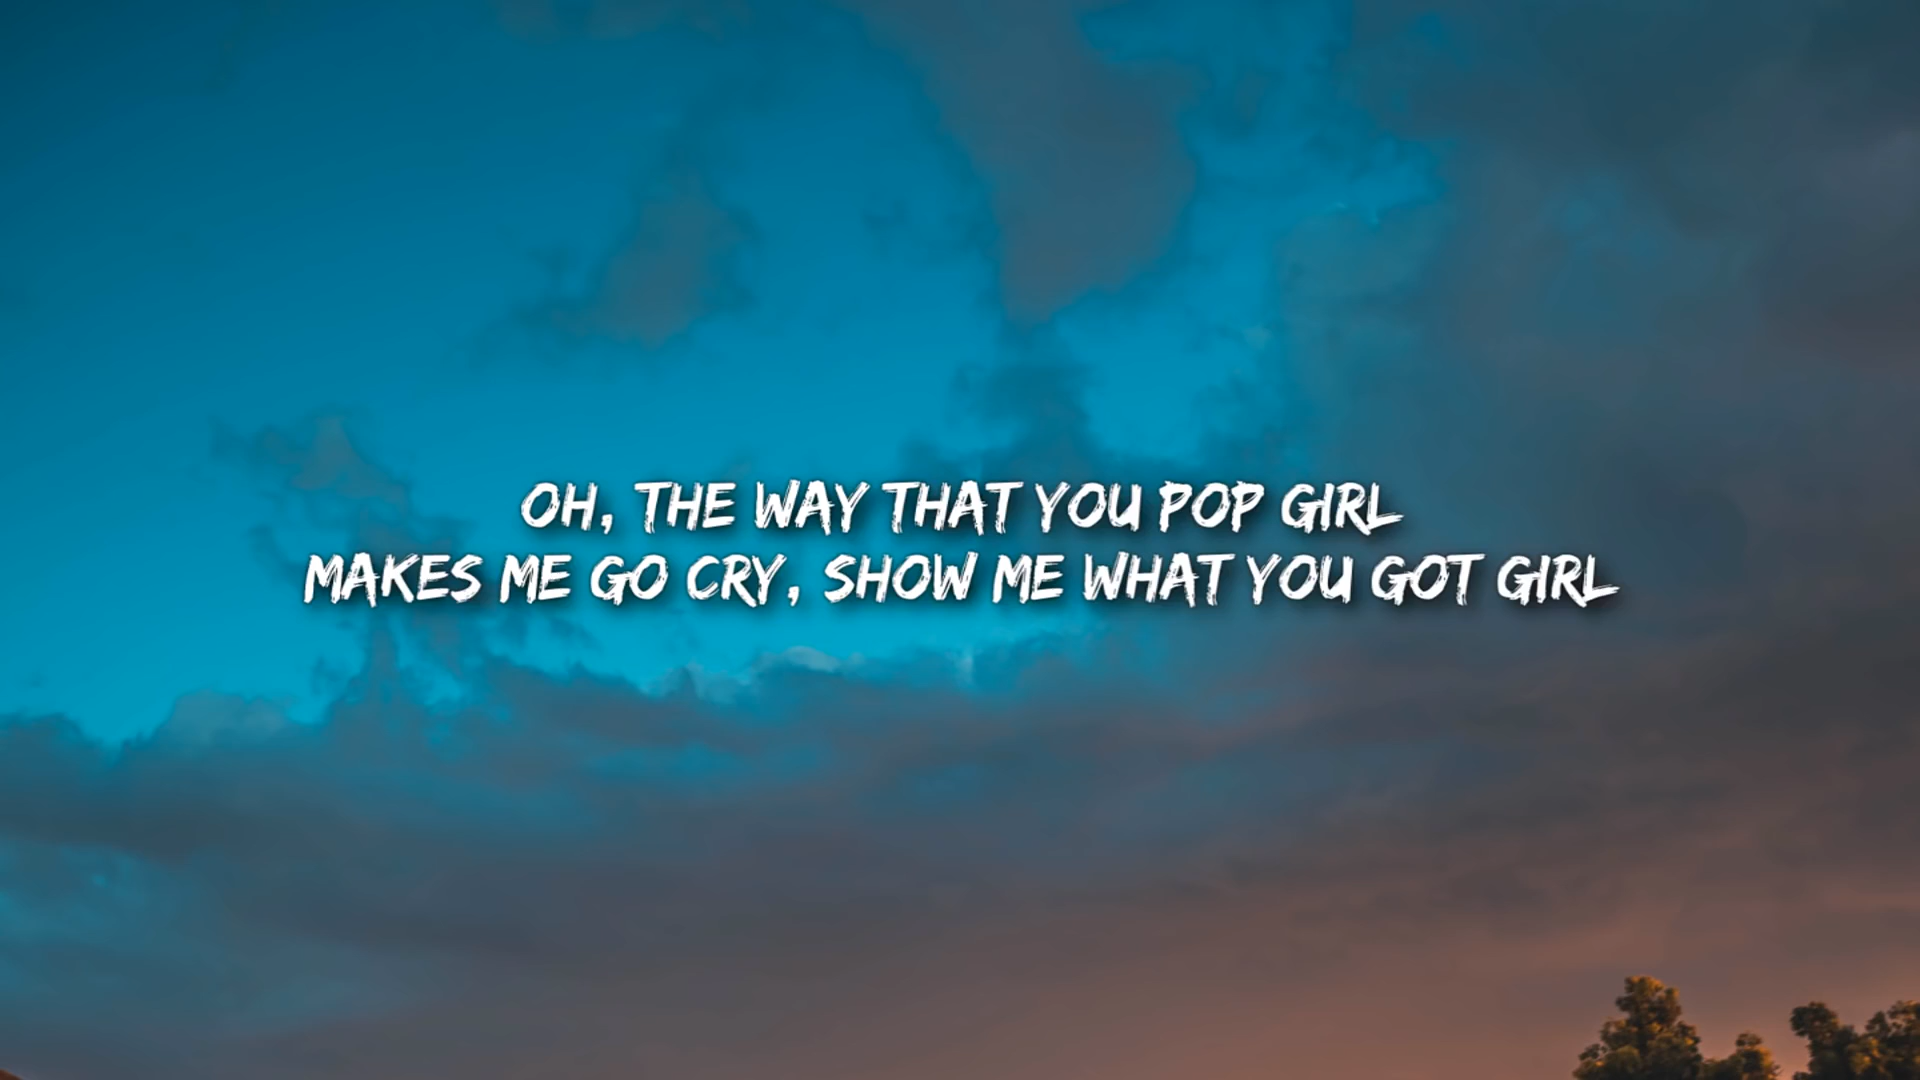 OH, THE WAY THAT YOU POP GIRL
MAKES ME GO CRY, SHOW ME WHAT YOU GOT GIRL